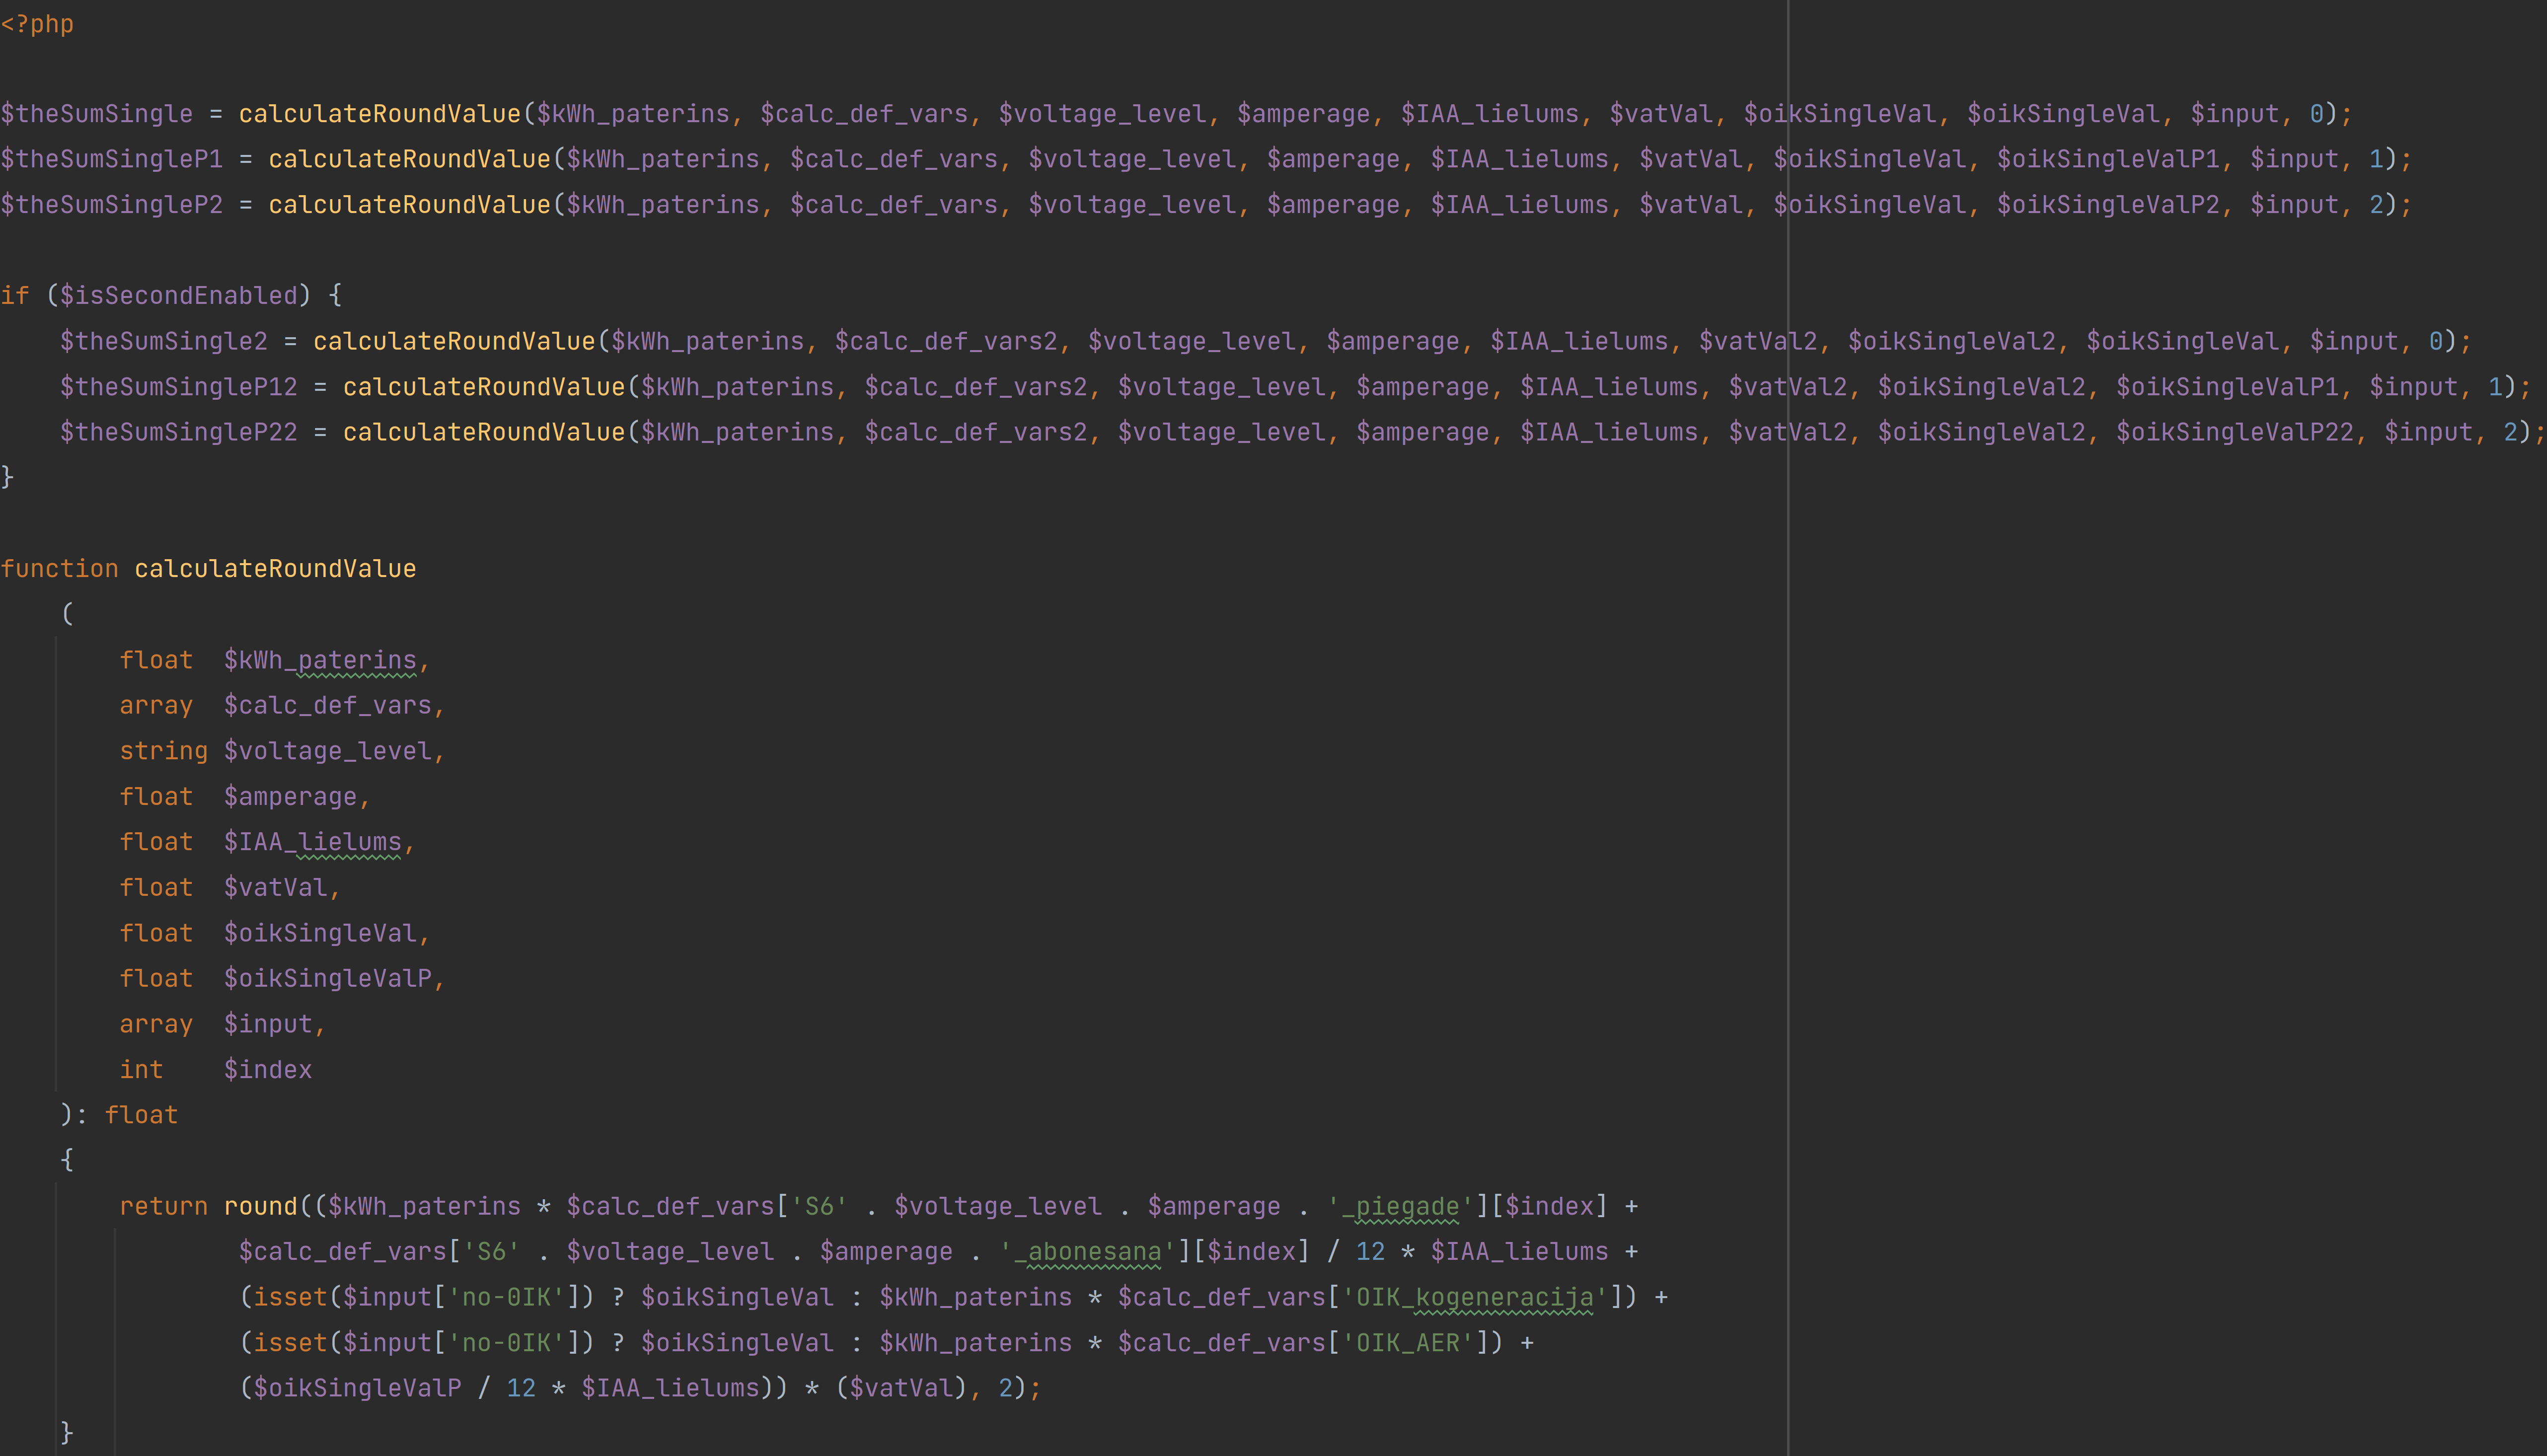 <?php
$theSumSingle = calculateRoundValue($kWh_paterins, $calc_def_vars, $voltage_level, $amperage, $IAA_lielums, $vatVal, $oikSingleVal, $oikSingleVal, $input, 0);
$theSumSingleP1 = calculateRoundValue($kWh_paterins, $calc_def_vars, $voltage_level, $amperage, $IAA_lielums, $vatVal, $oikSingleVal, $oikSingleValP1, $input, 1);
$theSumSingleP2 = calculateRoundValue($kWh_paterins, $calc_def_vars, $voltage_level, $amperage, $IAA_lielums, $vatVal, $oikSingleVal, $oikSingleValP2, $input, 2);
if ($isSecondEnabled) {
    $theSumSingle2 = calculateRoundValue($kWh_paterins, $calc_def_vars2, $voltage_level, $amperage, $IAA_lielums, $vatVal2, $oikSingleVal2, $oikSingleVal, $input, 0);
    $theSumSingleP12 = calculateRoundValue($kWh_paterins, $calc_def_vars2, $voltage_level, $amperage, $IAA_lielums, $vatVal2, $oikSingleVal2, $oikSingleValP1, $input, 1);
    $theSumSingleP22 = calculateRoundValue($kWh_paterins, $calc_def_vars2, $voltage_level, $amperage, $IAA_lielums, $vatVal2, $oikSingleVal2, $oikSingleValP22, $input, 2);
}
function calculateRoundValue
    (
        float  $kWh_paterins,
        array  $calc_def_vars,
        string $voltage_level,
        float  $amperage,
        float  $IAA_lielums,
        float  $vatVal,
        float  $oikSingleVal,
        float  $oikSingleValP,
        array  $input,
        int    $index
    ): float
    {
        return round(($kWh_paterins * $calc_def_vars['S6' . $voltage_level . $amperage . '_piegade'][$index] +
                $calc_def_vars['S6' . $voltage_level . $amperage . '_abonesana'][$index] / 12 * $IAA_lielums +
                (isset($input['no-0IK']) ? $oikSingleVal : $kWh_paterins * $calc_def_vars['OIK_kogeneracija']) +
                (isset($input['no-0IK']) ? $oikSingleVal : $kWh_paterins * $calc_def_vars['OIK_AER']) +
                ($oikSingleValP / 12 * $IAA_lielums)) * ($vatVal), 2);
    }